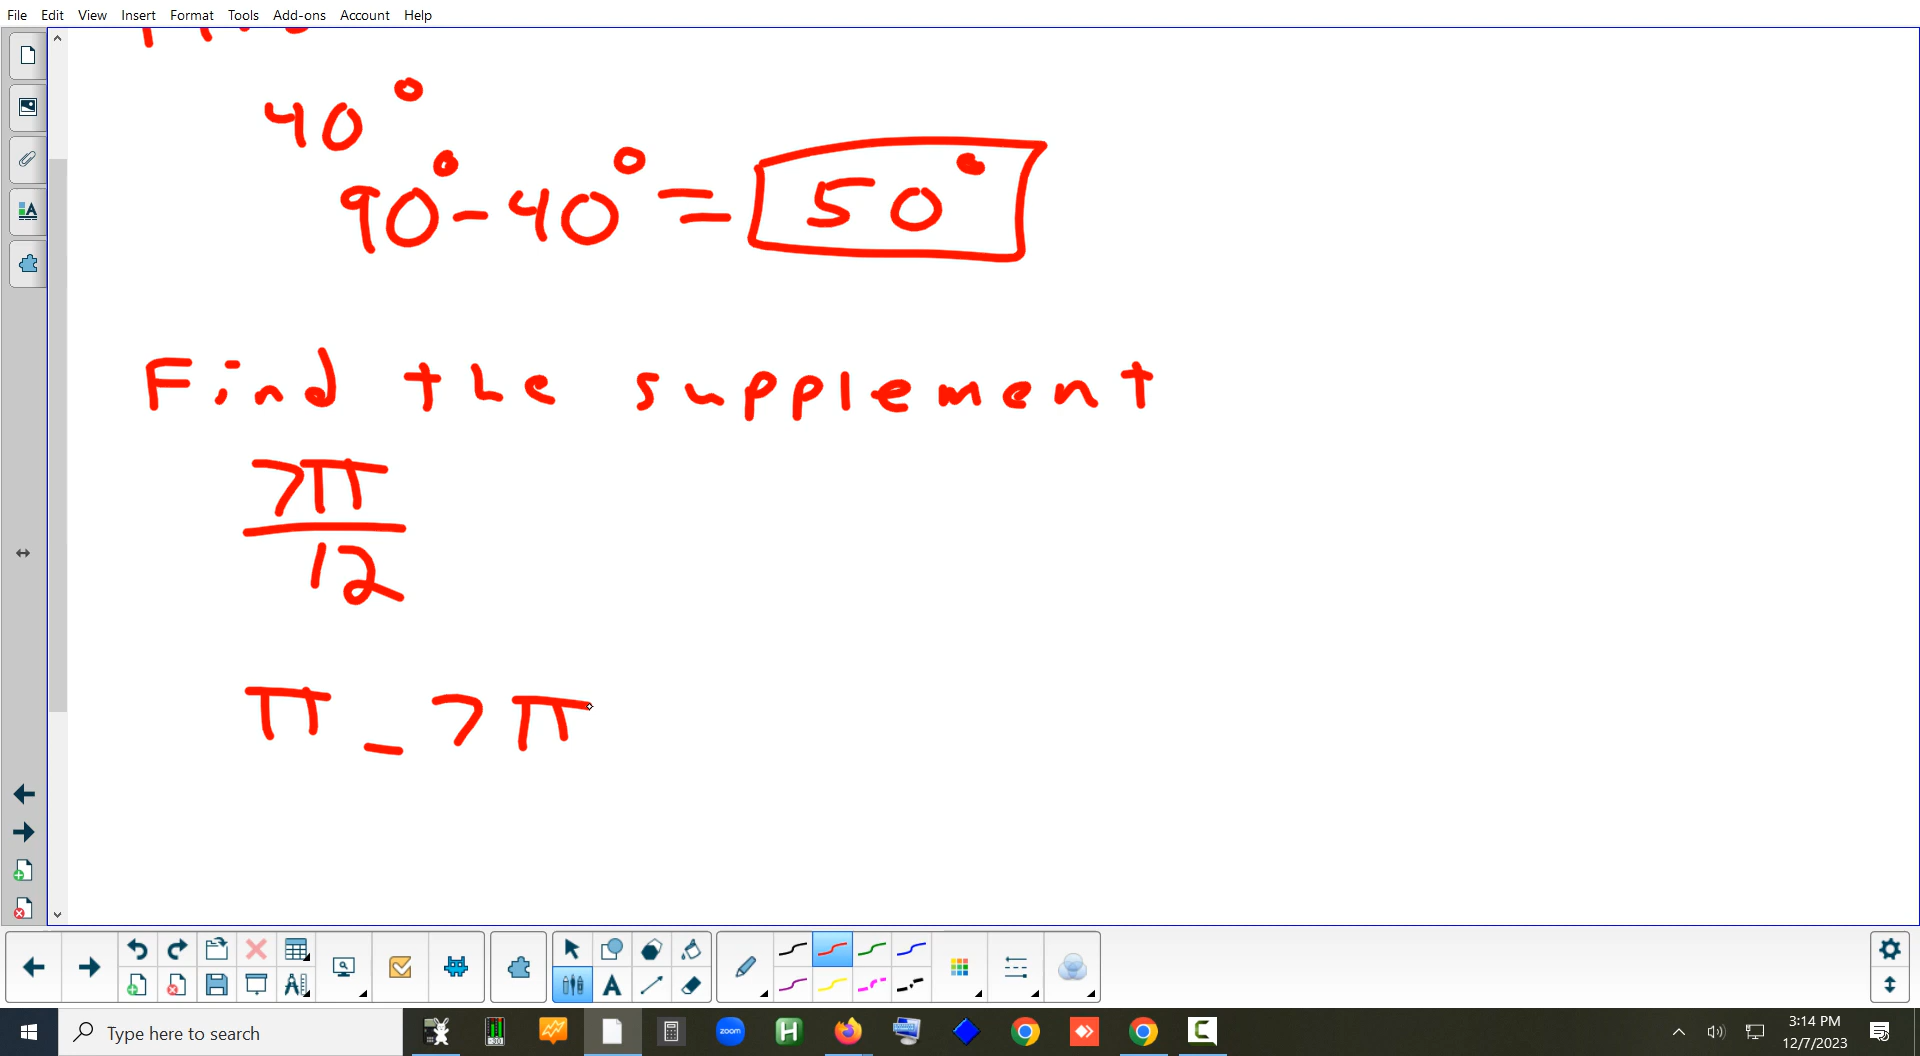 File Edit View Insert Format Tools Add-ons Account Help
40°
90° - 40° = 50°
Find the supplement
7π
12
π - 7π
Type here to search
zoom
3:14 PM
12/7/2023